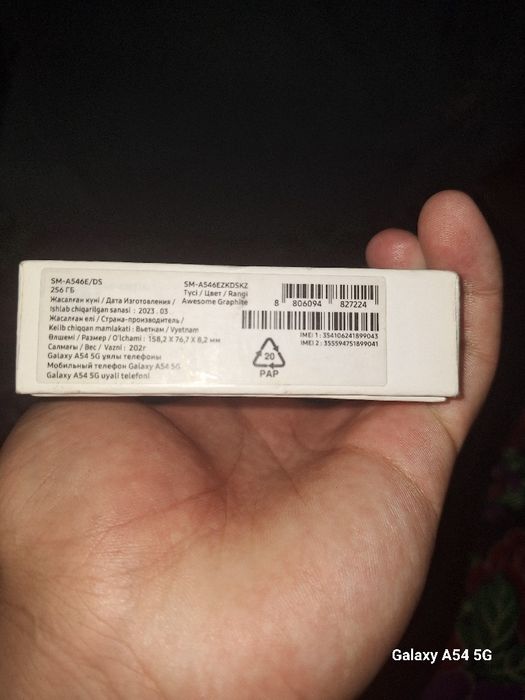 SM-A546E/DS
256 ГБ
Жасалған күні / Дата Изготовления /
Ishlab chiqarilgan sanasi : 2023. 03
Жасалған елі / Страна-производитель /
Kelib chiqqan mamlakati: Вьетнам / Vyetnam
Өлшемі / Размер / O'lchami : 158,2 X 76,7 X 8,2 мм
Салмағы / Вес / Vazni : 202г
Galaxy A54 5G ұялы телефоны
Мобильный телефон Galaxy A54 5G
Galaxy A54 5G uyali telefoni
SM-A546EZKDSKZ
Түсі / Цвет / Rangi
Awesome Graphite
8 806094 827224
IMEI 1 : 354106241899043
IMEI 2 : 355594751899041
20
PAP
Galaxy A54 5G